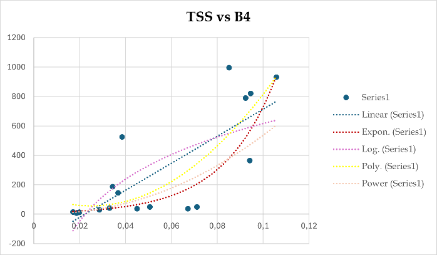 TSS vs B4
1200
1000
800
600
400
200
0
-200
0 0,02 0,04 0,06 0,08 0,1 0,12
Series1
Linear (Series1)
Expon. (Series1)
Log. (Series1)
Poly. (Series1)
Power (Series1)